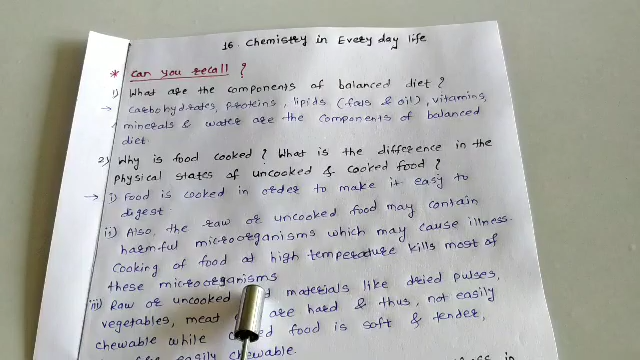 16. Chemistry in Every day life
* Can you recall ?
1) What are the components of balanced diet ?
→ Carbohydrates, proteins, lipids (fats & oil), vitamins,
minerals & water are the components of balanced
diet.
2) Why is food cooked ? What is the difference in the
physical states of uncooked & cooked food ?
→ i) Food is cooked in order to make it easy to
digest
ii) Also, the raw or uncooked food may contain
harmful microorganisms which may cause illness.
Cooking of food at high temperature kills most of
these microorganisms
iii) Raw or uncooked materials like dried pulses,
vegetables, meat are hard & thus, not easily
chewable while food is soft & tender,
easily chewable.